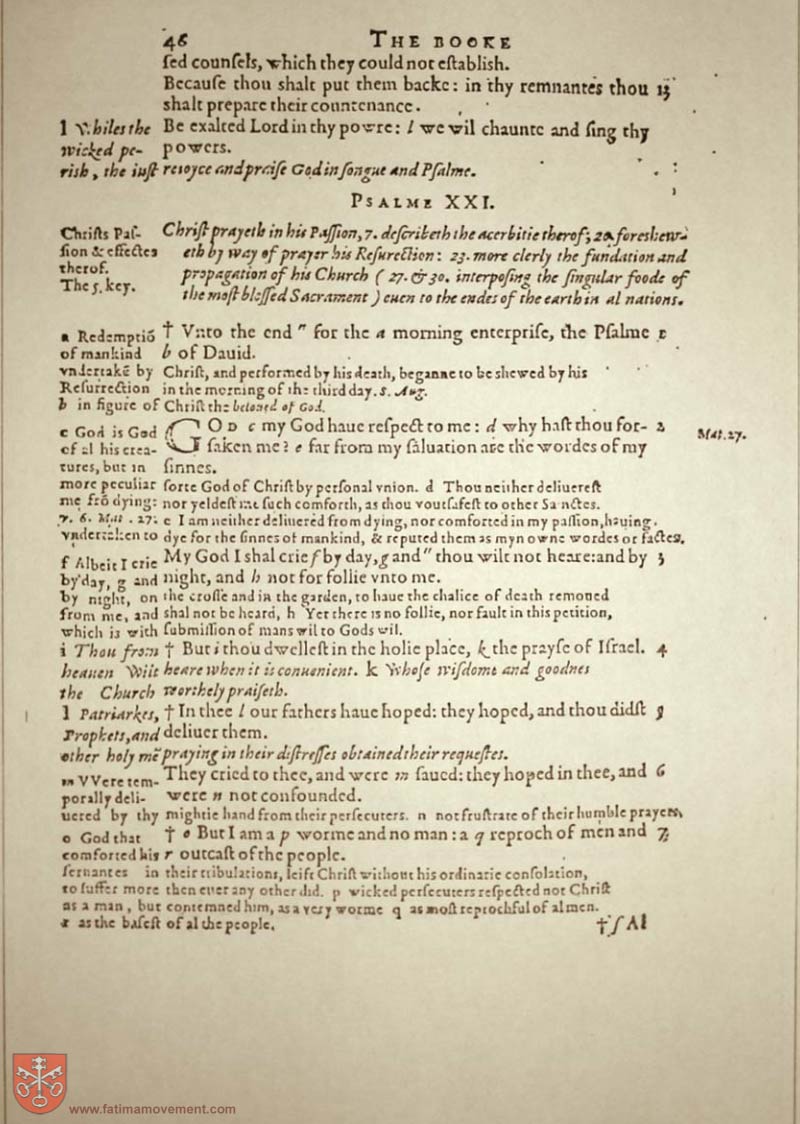 46 THE BOOKE
ſed counſels, which they could not eſtabliſh.
Becauſe thou shalt put them backe: in thy remnantes thou 13
shalt prepare their countenance.
l Whiles the Be exalted Lord in thy powre: l we wil chaunte and ſing thy
wicked pe- powers.
rish, the iuſt reioyce and praiſe God in ſongue and Pſalme.
PSALME XXI.
Chriſts Paſ- Chriſt prayeth in his Paſſion, 7. deſcribeth the acerbitie therof; 20. foreshew-
ſion & effectes eth by way of prayer his Reſurection: 23. more clerly the fundation and
therof. propagation of his Church (27. & 30. interpoſing the ſingular foode of
The 5. key. the moſt bleſſed Sacrament) euen to the endes of the earth in al nations.
a Redemptiõ † Vnto the end " for the a morning enterpriſe, the Pſalme 1
of mankind b of Dauid.
vndertakẽ by Chriſt, and performed by his death, beganne to be shewed by his
Reſurrection in the morning of the third day. S. Aug.
b in figure of Chriſt the beloued of God.
c God is God GOD c my God haue reſpect to me: d why haſt thou for- 2 Mat. 27.
of al his crea- ſaken me? e far from my ſaluation are the wordes of my
tures, but in ſinnes.
more peculiar ſorte God of Chriſt by perſonal vnion. d Thou neither deliuereſt
me frõ dying: nor yeldeſt me ſuch comforth, as thou voutſafeſt to other Sainctes.
v. 6. Mat. 27. e I am neither deliuered from dying, nor comforted in my paſſion, hauing
vndertaken to dye for the ſinnes of mankind, & reputed them as myn owne wordes or factes.
f Albeit I crie My God I shal crie f by day, g and " thou wilt not heare: and by 3
by day, g and night, and h not for follie vnto me.
by night, on the croſſe and in the garden, to haue the chalice of death remoued
from me, and shal not be heard, h Yet there is no follie, nor fault in this petition,
which is with ſubmiſſion of mans wil to Gods wil.
i Thou from † But i thou dwelleſt in the holie place, k the prayſe of Iſrael. 4
heauen wilt heare when it is conuenient. k Whoſe wiſdome and goodnes
the Church worthely praiſeth.
l Patriarkes, † In thee l our fathers haue hoped: they hoped, and thou didſt 5
Prophets, and deliuer them.
other holy mẽ praying in their diſtreſſes obtained their requeſtes.
m VVere tem- They cried to thee, and were m ſaued: they hoped in thee, and 6
porally deli- were n not confounded.
uered by thy mightie hand from their perſecuters. n not fruſtrate of their humble prayers,
o God that † o But I am a p worme and no man: a q reproch of men and 7
comforted his r outcaſt of the people.
ſeruantes in their tribulations, leift Chriſt without his ordinarie conſolation,
to ſuffer more then euer any other did. p wicked perſecuters reſpected not Chriſt
as a man, but contemned him, as a very worme q as moſt reprochful of al men.
r as the baſeſt of al the people. † ſ Al
www.fatimamovement.com